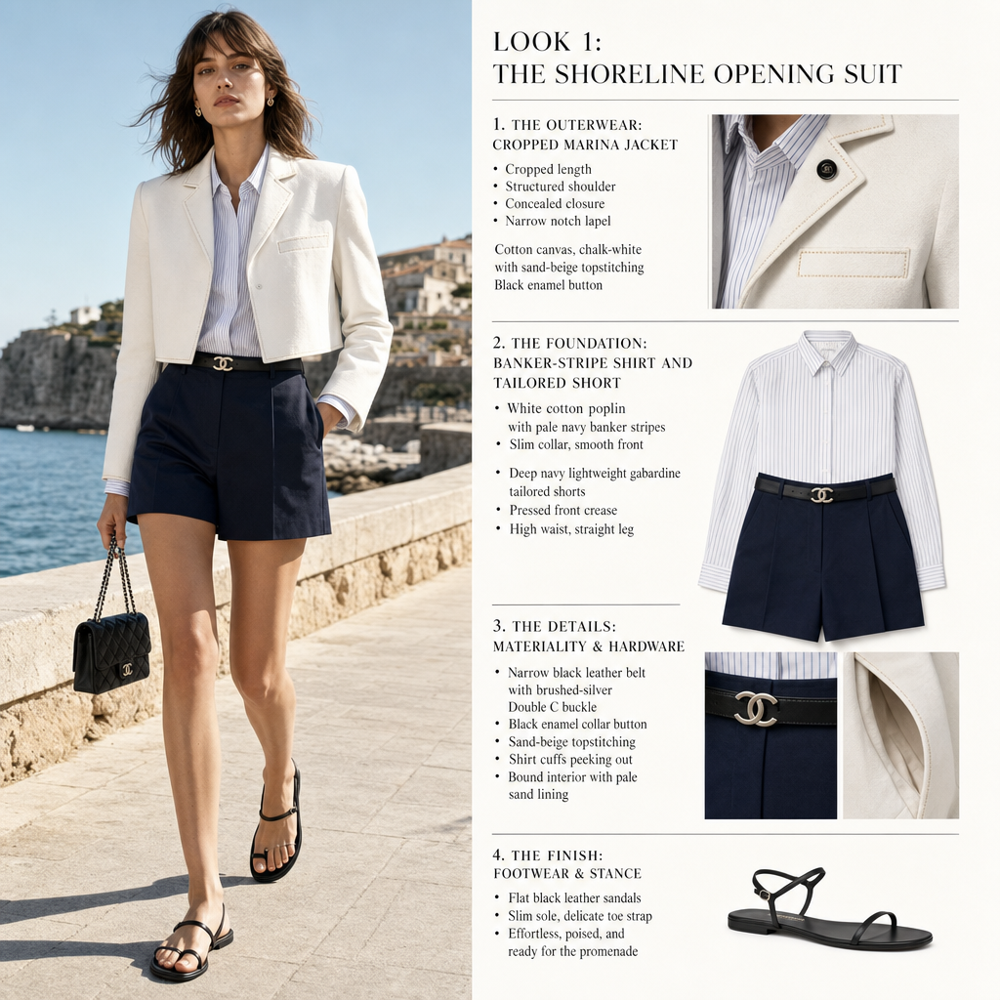 LOOK 1:
THE SHORELINE OPENING SUIT
1. THE OUTERWEAR:
CROPPED MARINA JACKET
• Cropped length
• Structured shoulder
• Concealed closure
• Narrow notch lapel
Cotton canvas, chalk-white
with sand-beige topstitching
Black enamel button
2. THE FOUNDATION:
BANKER-STRIPE SHIRT AND
TAILORED SHORT
• White cotton poplin
with pale navy banker stripes
• Slim collar, smooth front
• Deep navy lightweight gabardine
tailored shorts
• Pressed front crease
• High waist, straight leg
3. THE DETAILS:
MATERIALITY & HARDWARE
• Narrow black leather belt
with brushed-silver
Double C buckle
• Black enamel collar button
• Sand-beige topstitching
• Shirt cuffs peeking out
• Bound interior with pale
sand lining
4. THE FINISH:
FOOTWEAR & STANCE
• Flat black leather sandals
• Slim sole, delicate toe strap
• Effortless, poised, and
ready for the promenade